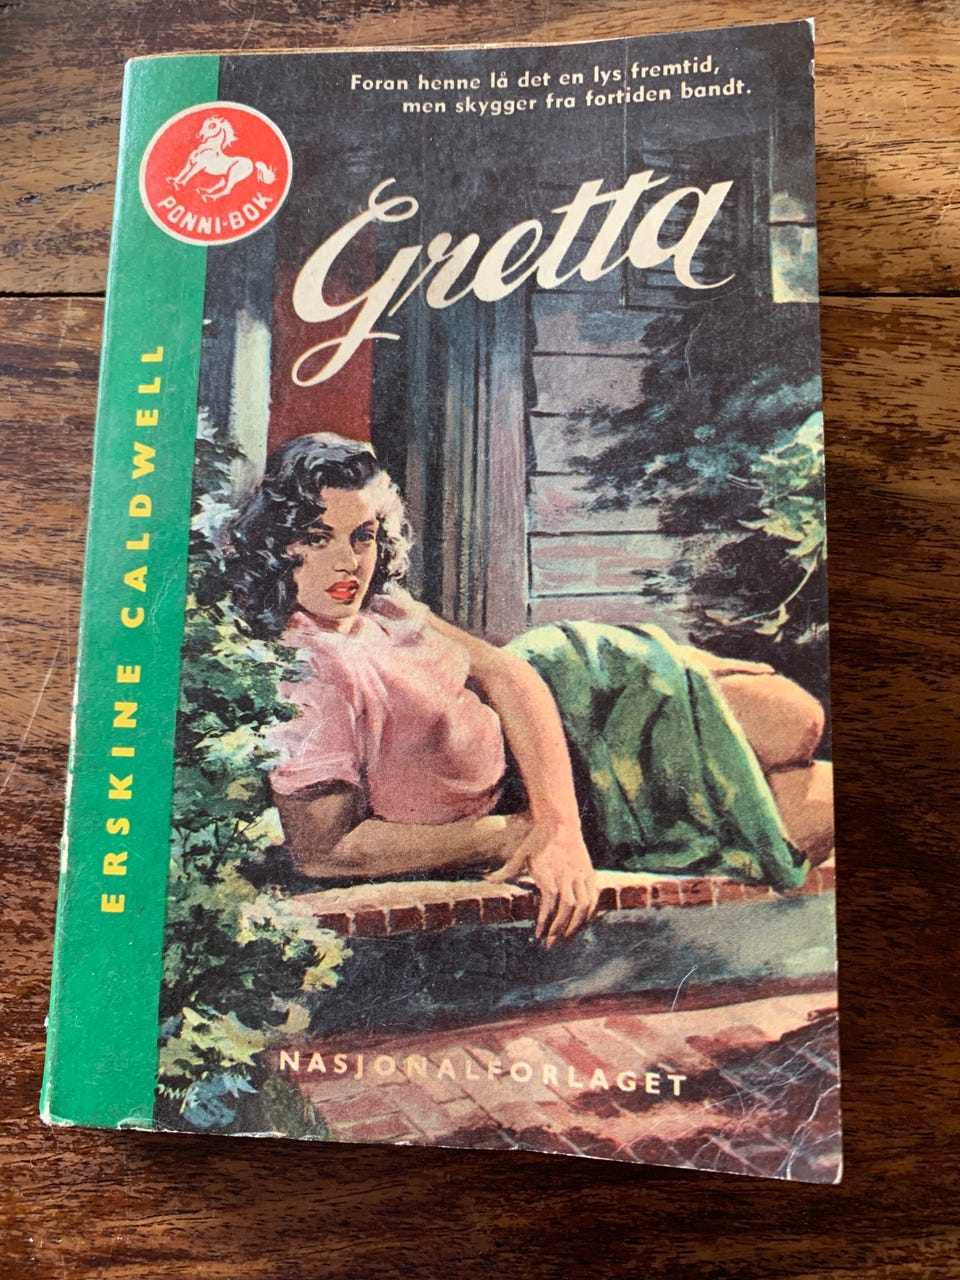 Foran henne lå det en lys fremtid,
men skygger fra fortiden bandt.
PONNI-BOK
Gretta
ERSKINE CALDWELL
NASJONALFORLAGET